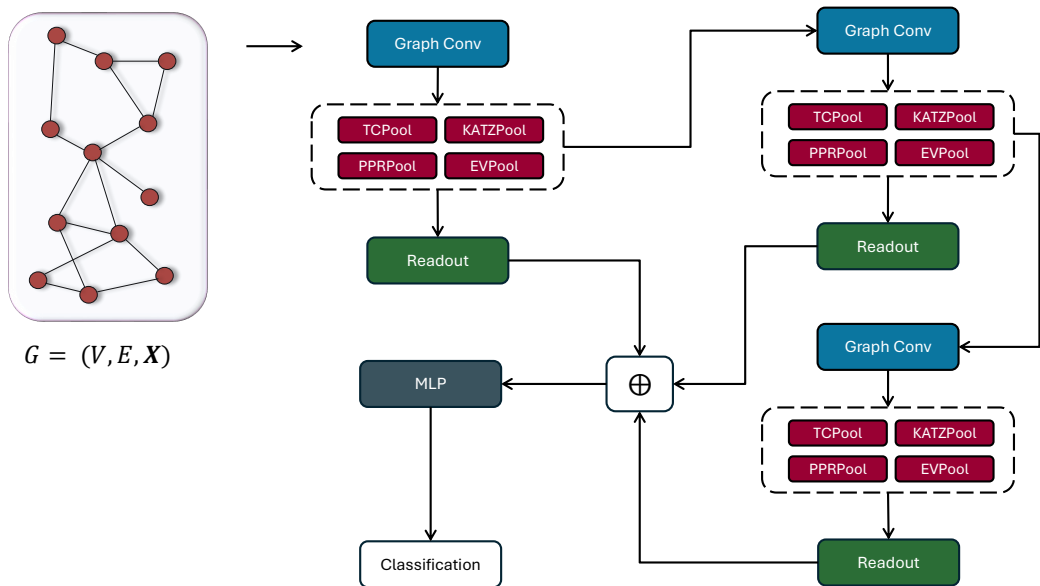 Graph Conv
TCPool KATZPool
PPRPool EVPool
Readout
G = (V, E, X)
Graph Conv
TCPool KATZPool
PPRPool EVPool
Readout
Graph Conv
TCPool KATZPool
PPRPool EVPool
Readout
⊕
MLP
Classification